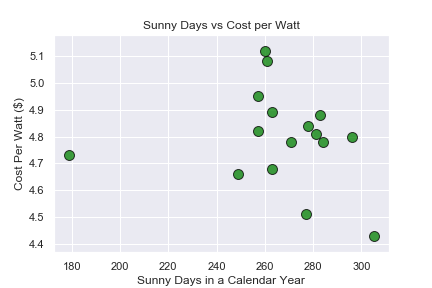 Sunny Days vs Cost per Watt
5.1
5.0
4.9
4.8
4.7
4.6
4.5
4.4
Cost Per Watt ($)
180 200 220 240 260 280 300
Sunny Days in a Calendar Year